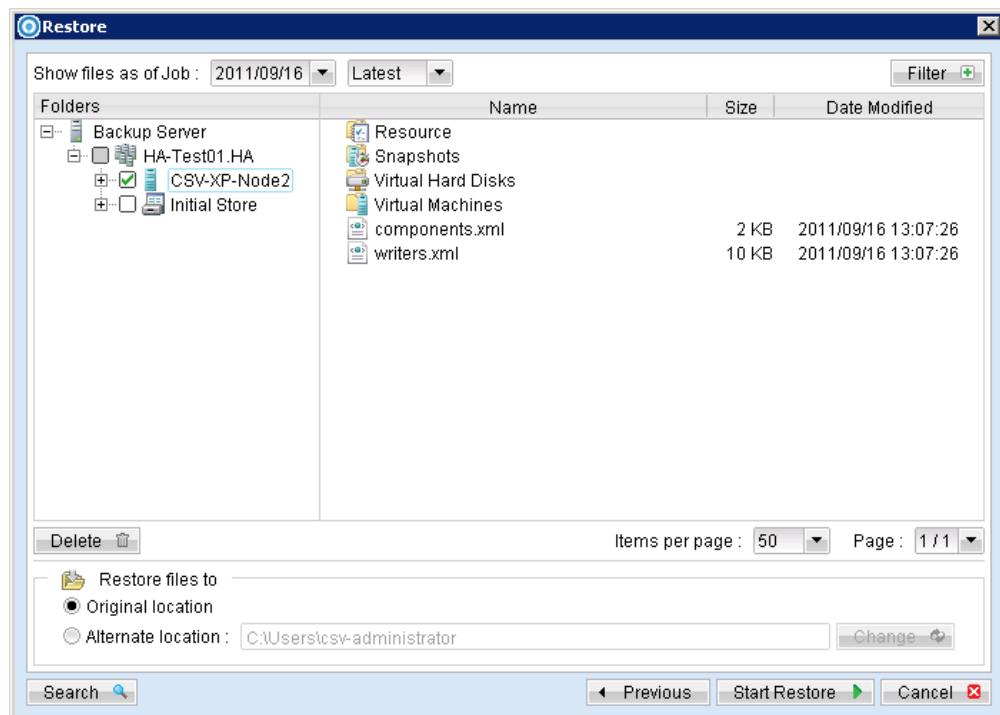 Restore
Show files as of Job : 2011/09/16 Latest Filter
Folders Name Size Date Modified
Backup Server Resource
HA-Test01.HA Snapshots
CSV-XP-Node2 Virtual Hard Disks
Initial Store Virtual Machines
components.xml 2 KB 2011/09/16 13:07:26
writers.xml 10 KB 2011/09/16 13:07:26
Delete Items per page : 50 Page : 1 / 1
Restore files to
Original location
Alternate location : C:\Users\csv-administrator Change
Search Previous Start Restore Cancel